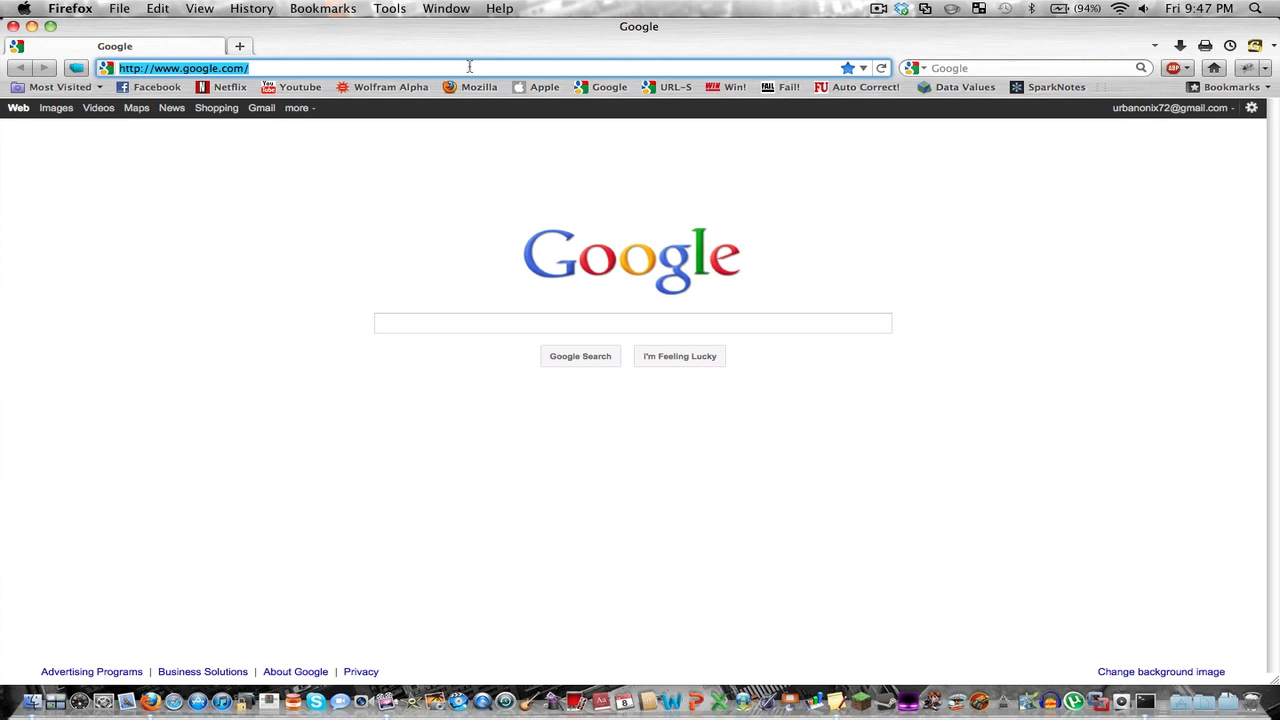 Firefox File Edit View History Bookmarks Tools Window Help (94%) Fri 9:47 PM
Google
Google
http://www.google.com/ Google ABP
Most Visited Facebook Netflix Youtube Wolfram Alpha Mozilla Apple Google URL-S Win! Fail! Auto Correct! Data Values SparkNotes Bookmarks
Web Images Videos Maps News Shopping Gmail more urbanonix72@gmail.com
Google
Google Search I'm Feeling Lucky
Advertising Programs | Business Solutions | About Google | Privacy Change background image